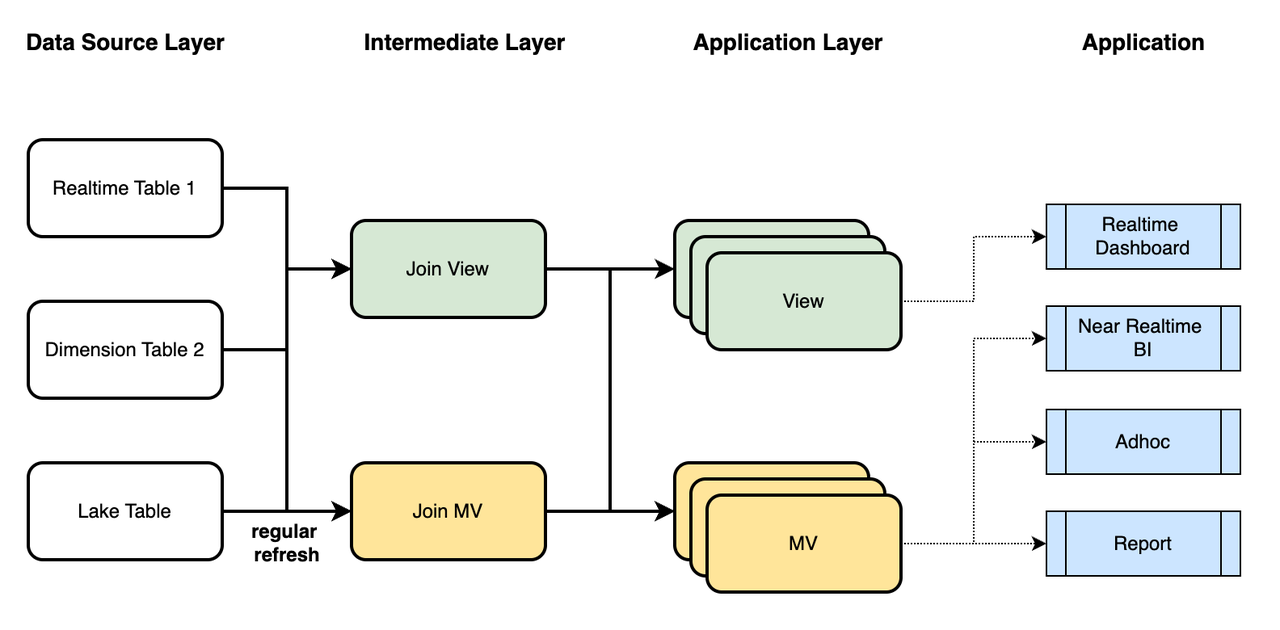 Data Source Layer
Intermediate Layer
Application Layer
Application
Realtime Table 1
Dimension Table 2
Lake Table
regular
refresh
Join View
Join MV
View
MV
Realtime
Dashboard
Near Realtime
BI
Adhoc
Report